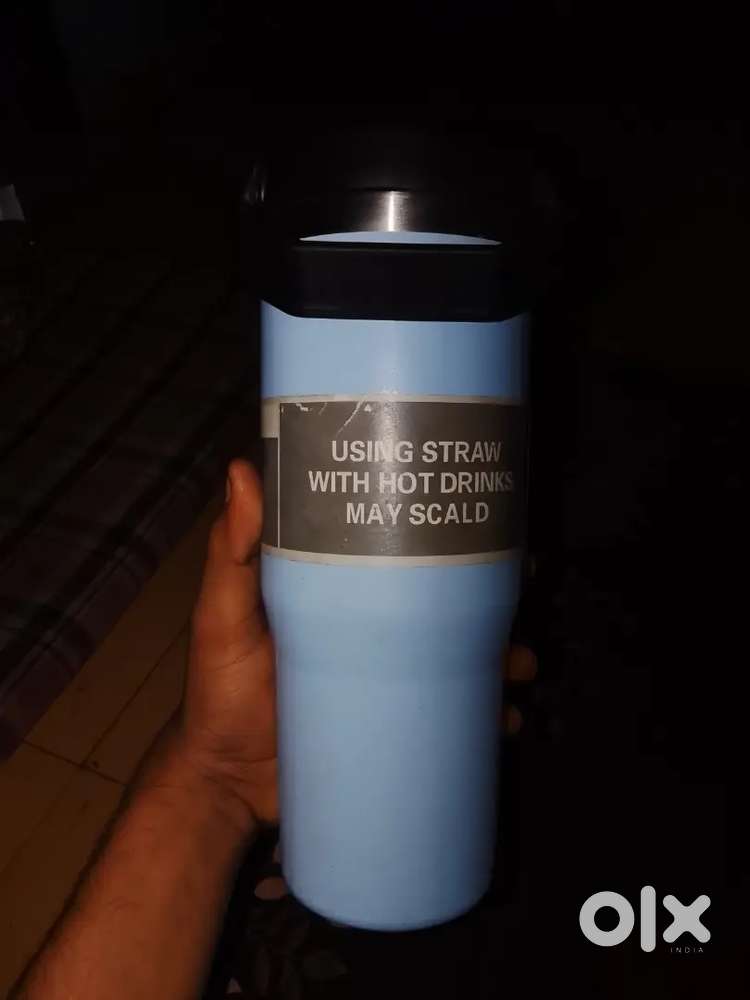 USING STRAW
WITH HOT DRINKS
MAY SCALD
olx
INDIA